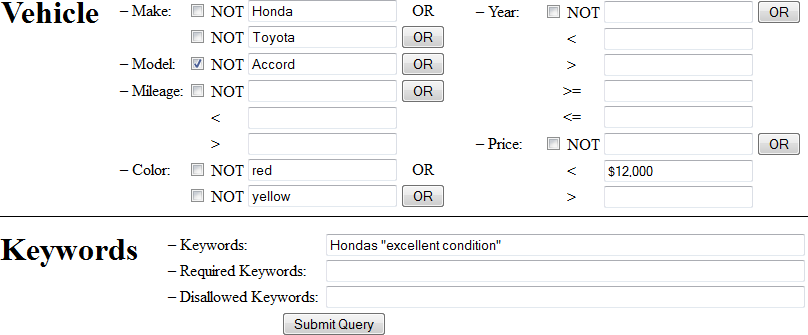 Vehicle – Make: NOT Honda OR – Year: NOT OR
NOT Toyota OR <
– Model: NOT Accord OR >
– Mileage: NOT OR >=
< <=
> – Price: NOT OR
– Color: NOT red OR < $12,000
NOT yellow OR >
Keywords – Keywords: Hondas "excellent condition"
– Required Keywords:
– Disallowed Keywords:
Submit Query